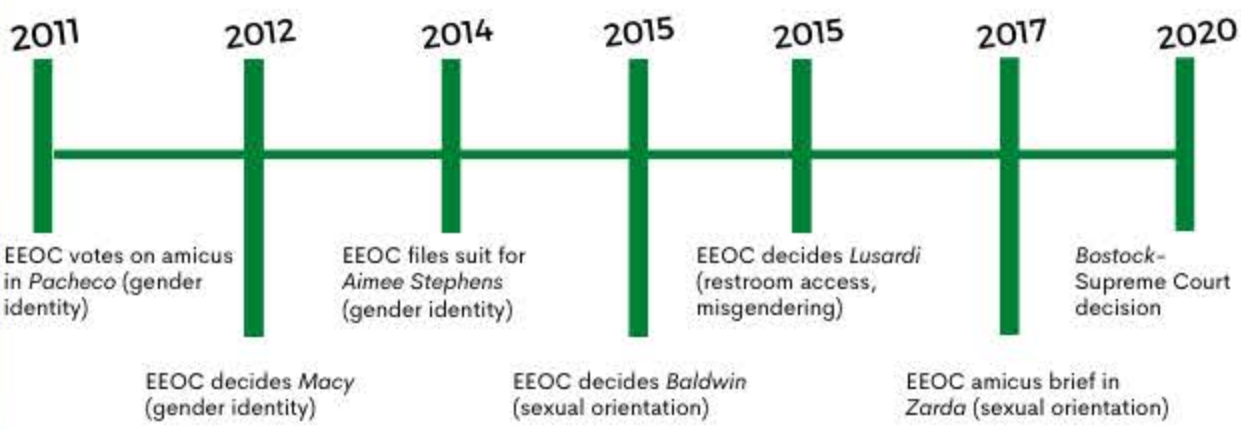 2011
2012
2014
2015
2015
2017
2020
EEOC votes on amicus
in Pacheco (gender
identity)
EEOC decides Macy
(gender identity)
EEOC files suit for
Aimee Stephens
(gender identity)
EEOC decides Baldwin
(sexual orientation)
EEOC decides Lusardi
(restroom access,
misgendering)
EEOC amicus brief in
Zarda (sexual orientation)
Bostock-
Supreme Court
decision